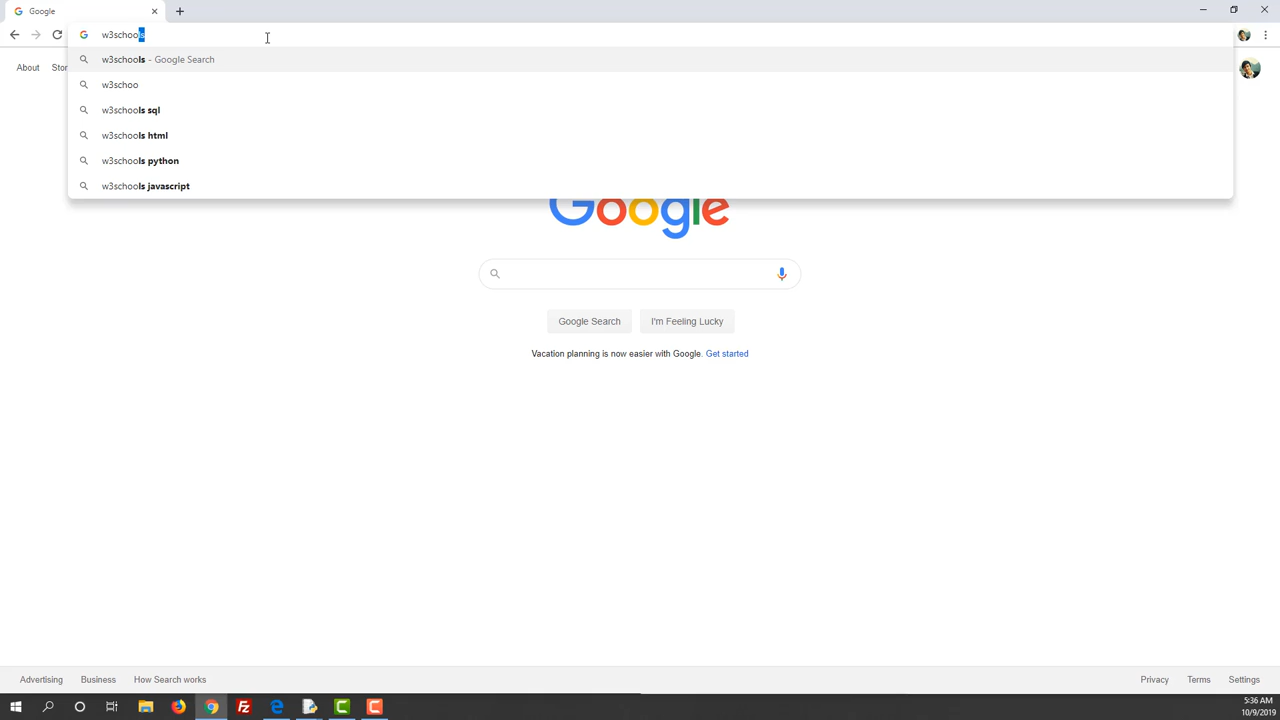 Google
w3schools
w3schools - Google Search
About
w3schoo
w3schools sql
w3schools html
w3schools python
w3schools javascript
Google
Google Search
I'm Feeling Lucky
Vacation planning is now easier with Google. Get started
Advertising
Business
How Search works
Privacy
Terms
Settings
5:36 AM
10/9/2019